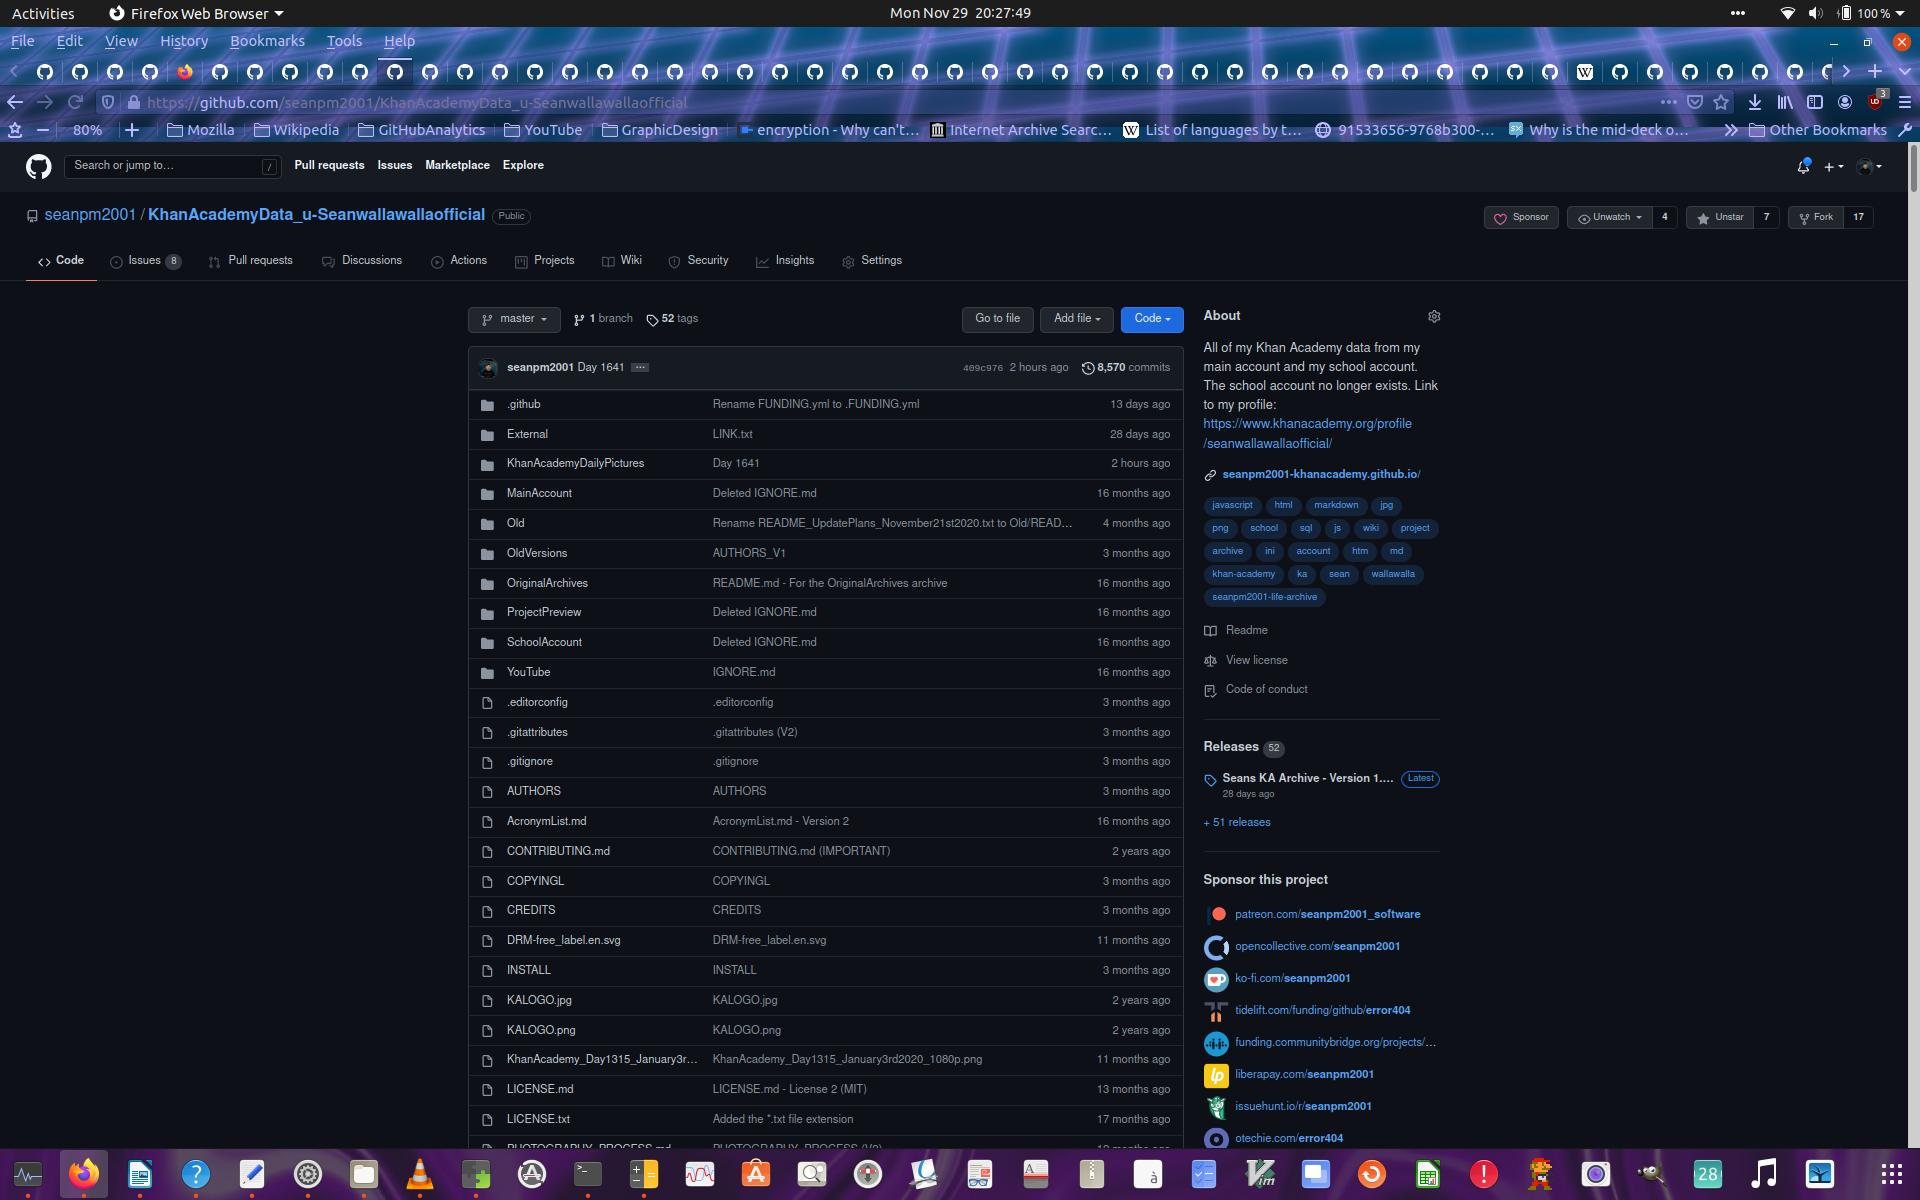 Activities
Firefox Web Browser
Mon Nov 29  20:27:49
100 %
File Edit View History Bookmarks Tools Help
https://github.com/seanpm2001/KhanAcademyData_u-Seanwallawallaofficial
3
80%
Mozilla
Wikipedia
GitHubAnalytics
YouTube
GraphicDesign
encryption - Why can't…
Internet Archive Searc…
List of languages by t…
91533656-9768b300-…
Why is the mid-deck o…
Other Bookmarks
Search or jump to…
/
Pull requests Issues Marketplace Explore
seanpm2001 / KhanAcademyData_u-Seanwallawallaofficial Public
Sponsor
Unwatch 4
Unstar 7
Fork 17
Code
Issues 8
Pull requests
Discussions
Actions
Projects
Wiki
Security
Insights
Settings
master
1 branch
52 tags
Go to file
Add file
Code
seanpm2001 Day 1641 ···
409c976 2 hours ago
8,570 commits
.github Rename FUNDING.yml to .FUNDING.yml 13 days ago
External LINK.txt 28 days ago
KhanAcademyDailyPictures Day 1641 2 hours ago
MainAccount Deleted IGNORE.md 16 months ago
Old Rename README_UpdatePlans_November21st2020.txt to Old/READ… 4 months ago
OldVersions AUTHORS_V1 3 months ago
OriginalArchives README.md - For the OriginalArchives archive 16 months ago
ProjectPreview Deleted IGNORE.md 16 months ago
SchoolAccount Deleted IGNORE.md 16 months ago
YouTube IGNORE.md 16 months ago
.editorconfig .editorconfig 3 months ago
.gitattributes .gitattributes (V2) 3 months ago
.gitignore .gitignore 3 months ago
AUTHORS AUTHORS 3 months ago
AcronymList.md AcronymList.md - Version 2 16 months ago
CONTRIBUTING.md CONTRIBUTING.md (IMPORTANT) 2 years ago
COPYINGL COPYINGL 3 months ago
CREDITS CREDITS 3 months ago
DRM-free_label.en.svg DRM-free_label.en.svg 11 months ago
INSTALL INSTALL 3 months ago
KALOGO.jpg KALOGO.jpg 2 years ago
KALOGO.png KALOGO.png 2 years ago
KhanAcademy_Day1315_January3r… KhanAcademy_Day1315_January3rd2020_1080p.png 11 months ago
LICENSE.md LICENSE.md - License 2 (MIT) 13 months ago
LICENSE.txt Added the *.txt file extension 17 months ago
About
All of my Khan Academy data from my
main account and my school account.
The school account no longer exists. Link
to my profile:
https://www.khanacademy.org/profile
/seanwallawallaofficial/
seanpm2001-khanacademy.github.io/
javascript html markdown jpg
png school sql js wiki project
archive ini account htm md
khan-academy ka sean wallawalla
seanpm2001-life-archive
Readme
View license
Code of conduct
Releases 52
Seans KA Archive - Version 1.… Latest
28 days ago
+ 51 releases
Sponsor this project
patreon.com/seanpm2001_software
opencollective.com/seanpm2001
ko-fi.com/seanpm2001
tidelift.com/funding/github/error404
funding.communitybridge.org/projects/…
liberapay.com/seanpm2001
issuehunt.io/r/seanpm2001
otechie.com/error404
28